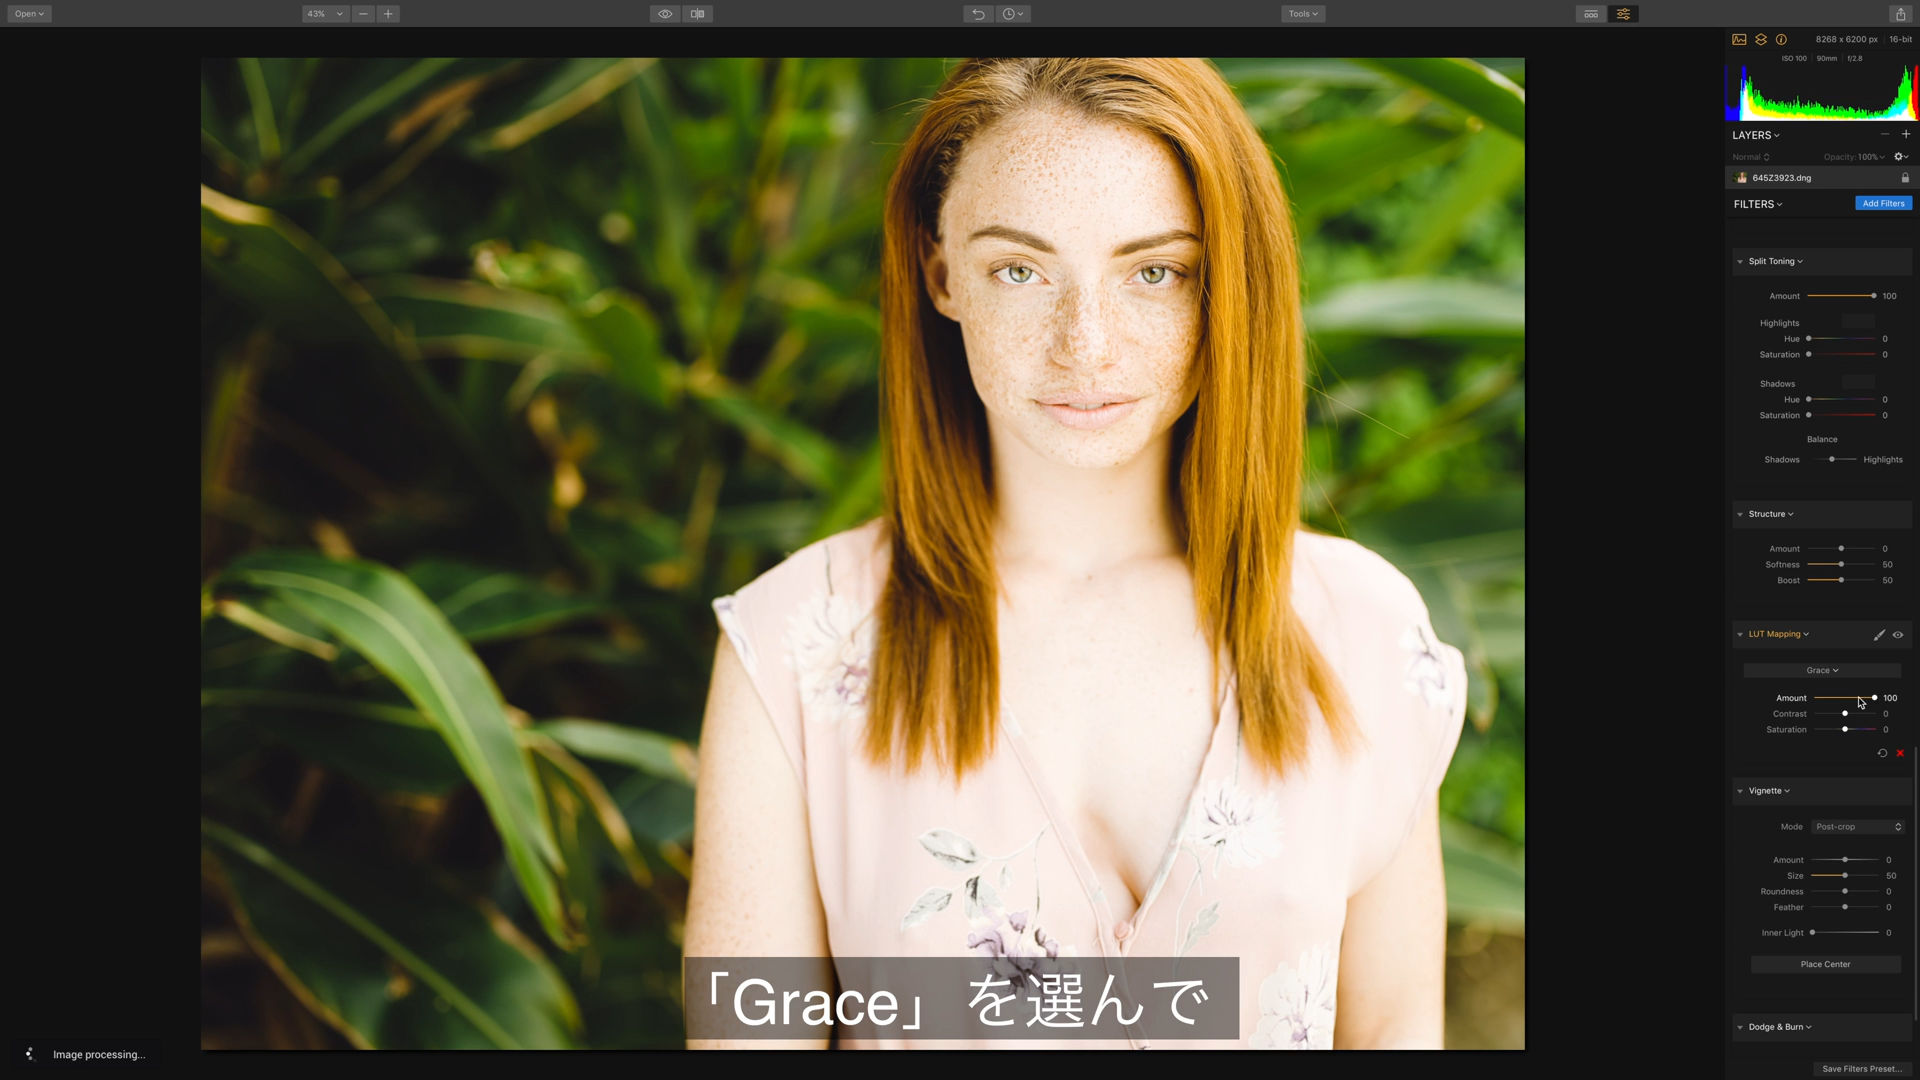 Open
43%
Tools
8268 x 6200 px 16-bit
ISO 100 90mm f/2.8
LAYERS
Normal Opacity: 100%
645Z3923.dng
FILTERS Add Filters
Split Toning
Amount 100
Highlights
Hue 0
Saturation 0
Shadows
Hue 0
Saturation 0
Balance
Shadows Highlights
Structure
Amount 0
Softness 50
Boost 50
LUT Mapping
Grace
Amount 100
Contrast 0
Saturation 0
Vignette
Mode Post-crop
Amount 0
Size 50
Roundness 0
Feather 0
Inner Light 0
Place Center
「Grace」 を選んで
Dodge & Burn
Image processing...
Save Filters Preset...